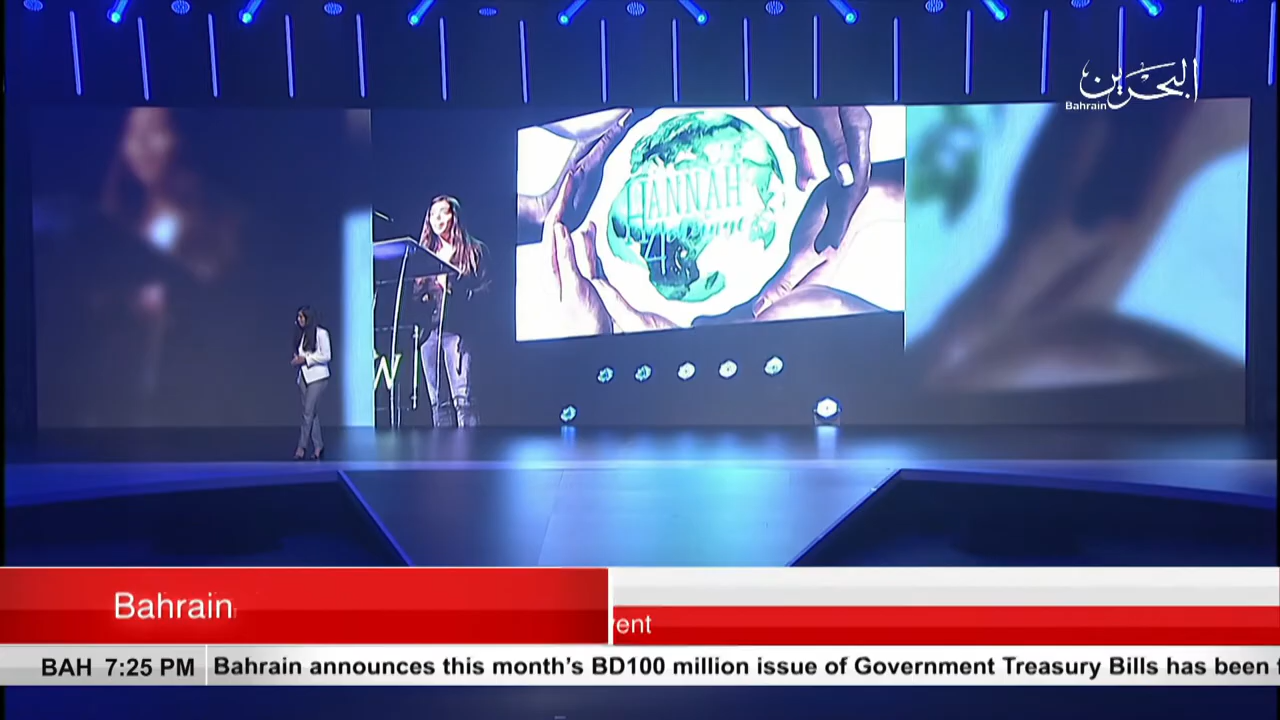 البحرين
Bahrain
HANNAH
Bahrain
vent
BAH 7:25 PM
Bahrain announces this month's BD100 million issue of Government Treasury Bills has been